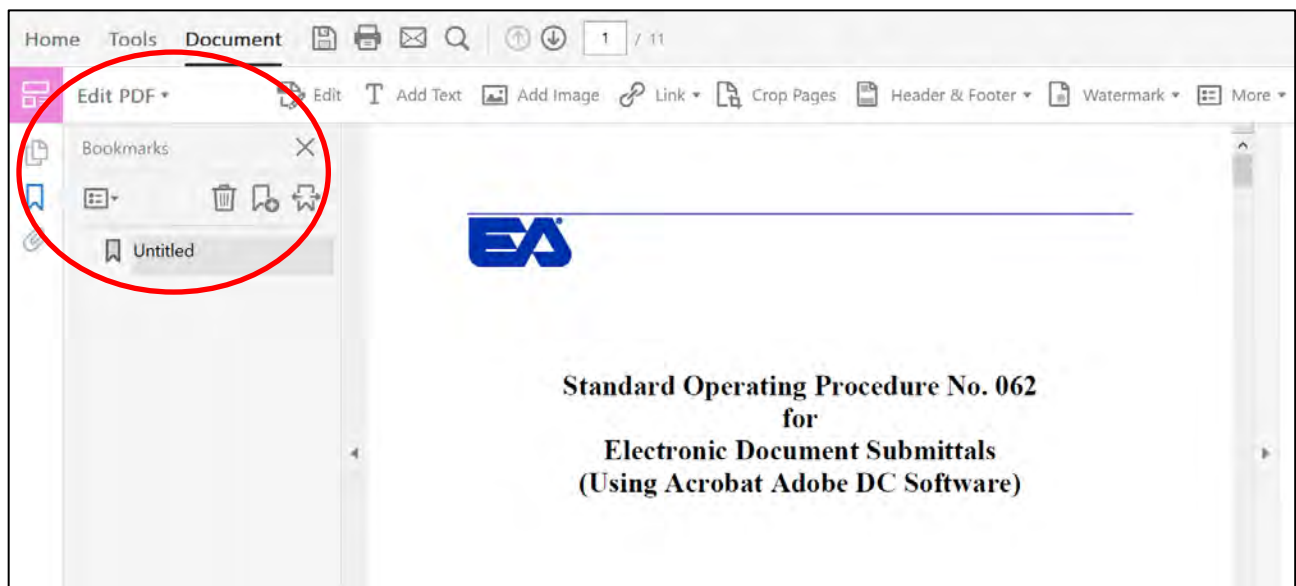 Home Tools Document 1 / 11
Edit PDF Edit Add Text Add Image Link Crop Pages Header & Footer Watermark More
Bookmarks
Untitled
EA
Standard Operating Procedure No. 062
for
Electronic Document Submittals
(Using Acrobat Adobe DC Software)